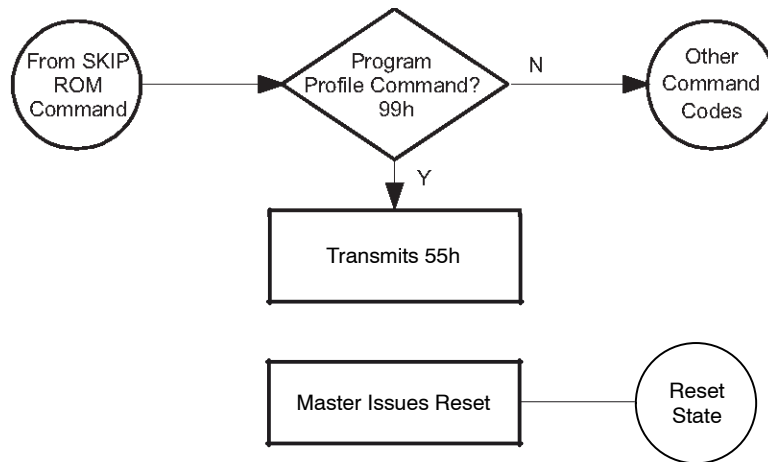 From SKIP
ROM
Command
Program
Profile Command?
99h
N
Other
Command
Codes
Y
Transmits 55h
Master Issues Reset
Reset
State